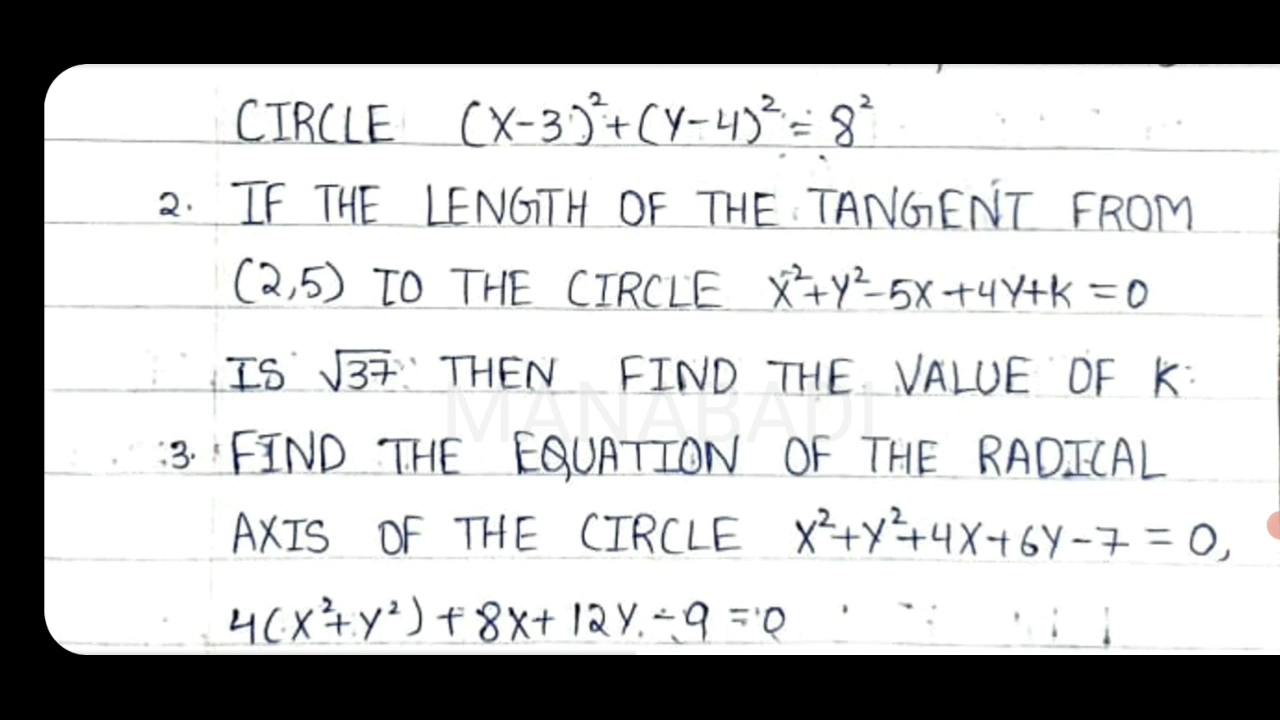 CIRCLE (X-3)²+(Y-4)² = 8²
2. IF THE LENGTH OF THE TANGENT FROM
(2,5) TO THE CIRCLE X²+Y²-5X+4Y+K = 0
IS √37 THEN FIND THE VALUE OF K.
MANABADI
3. FIND THE EQUATION OF THE RADICAL
AXIS OF THE CIRCLE X²+Y²+4X+6Y-7 = 0,
4(X²+Y²)+8X+12Y-9 = 0